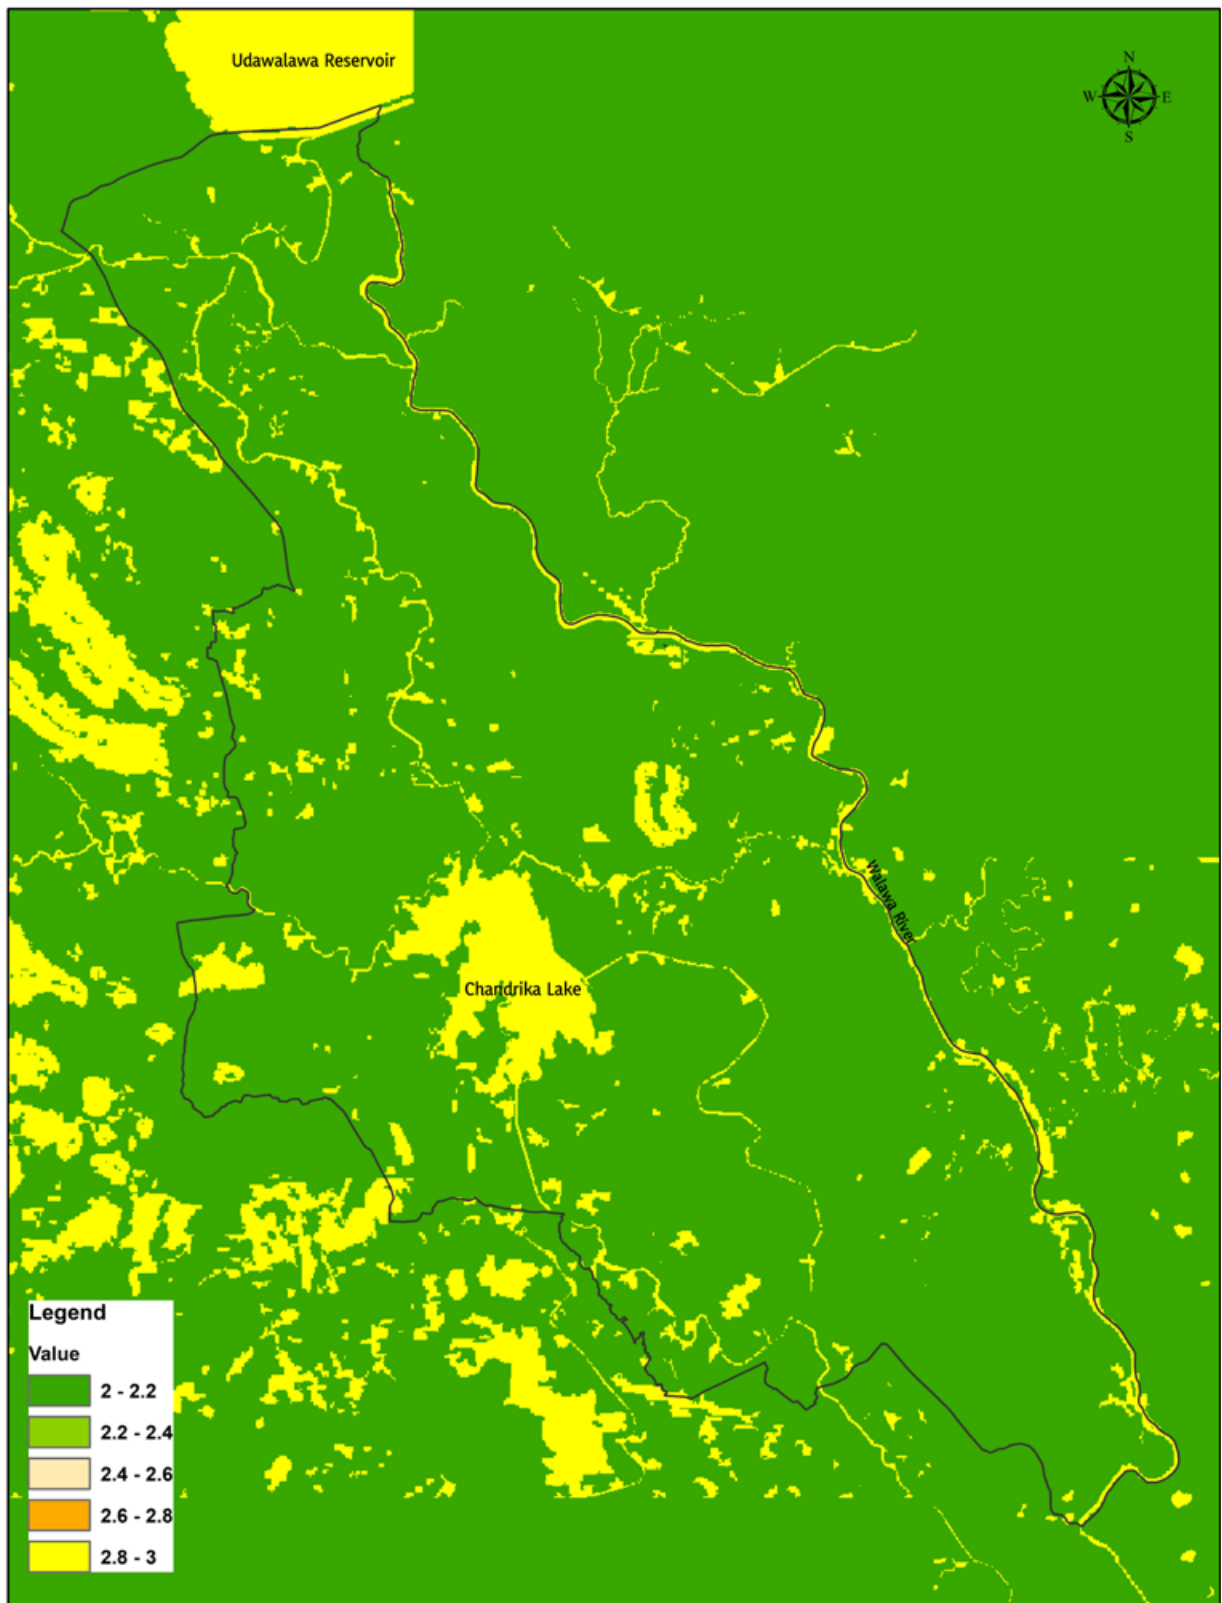 Udawalawa Reservoir
N
W E
S
Walawa River
Chandrika Lake
Legend
Value
2 - 2.2
2.2 - 2.4
2.4 - 2.6
2.6 - 2.8
2.8 - 3